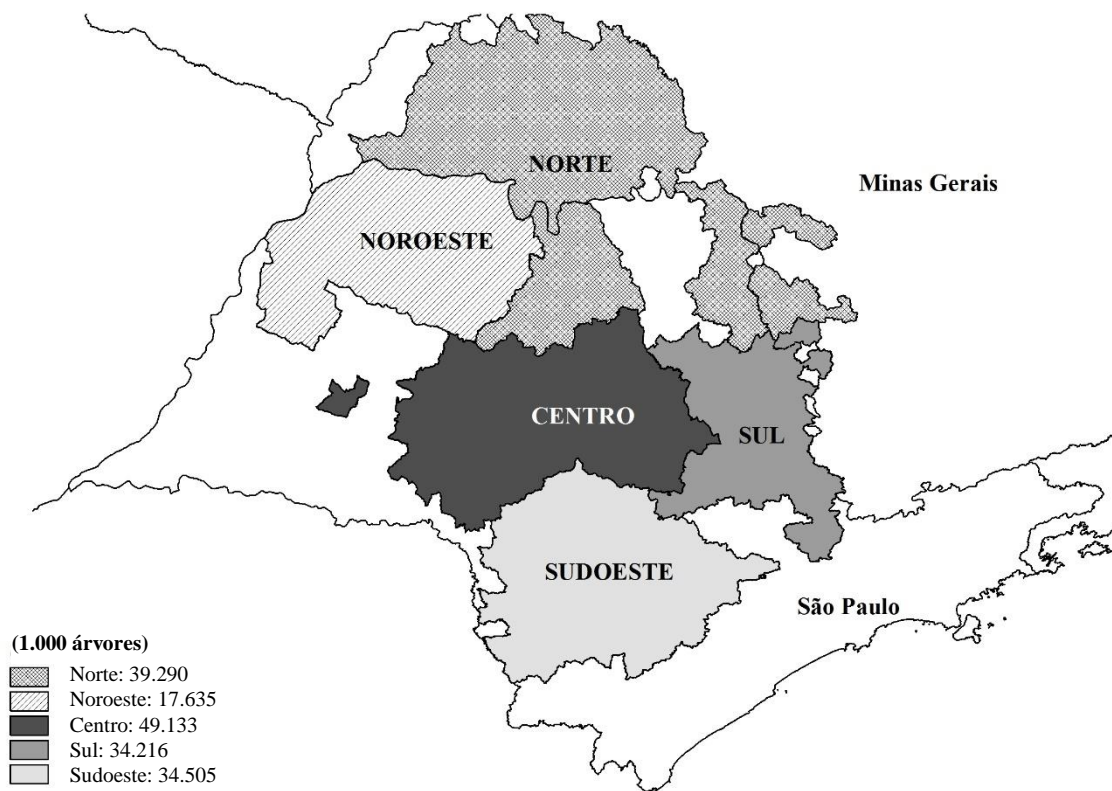 NORTE
Minas Gerais
NOROESTE
CENTRO
SUL
SUDOESTE
São Paulo
(1.000 árvores)
Norte: 39.290
Noroeste: 17.635
Centro: 49.133
Sul: 34.216
Sudoeste: 34.505